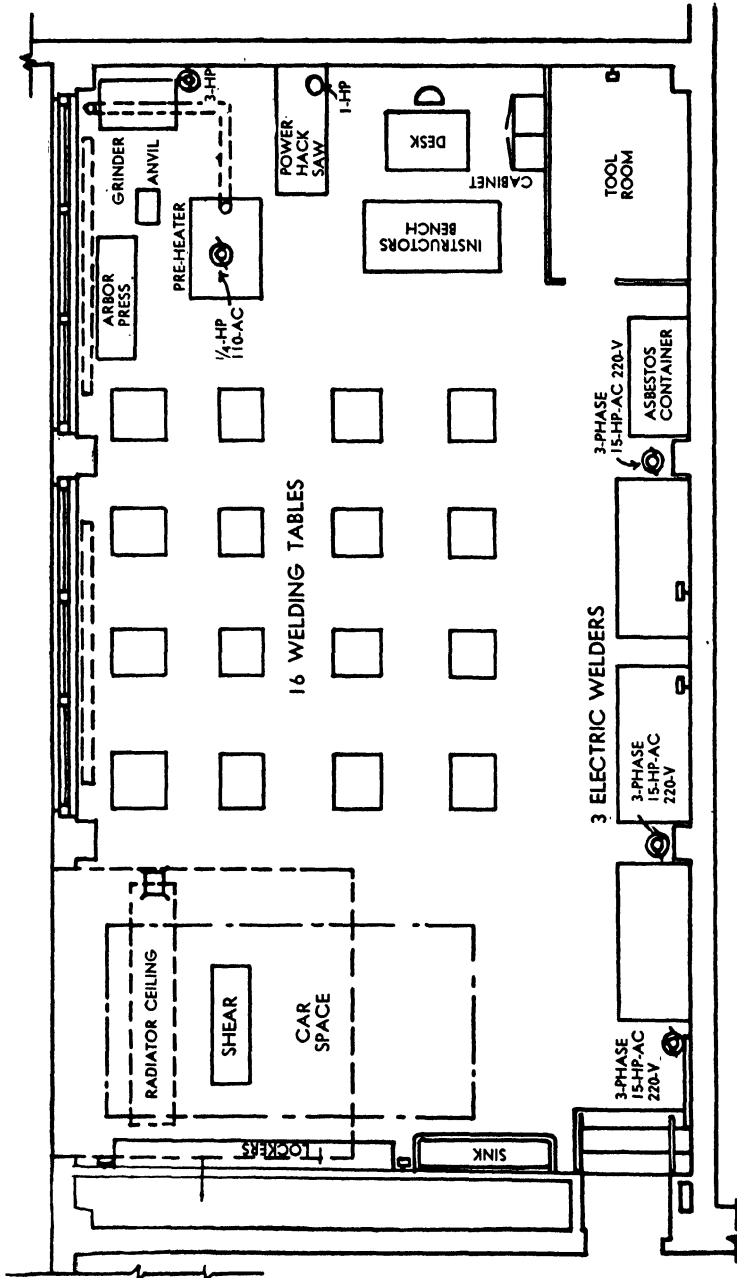 3-HP
GRINDER
ANVIL
ARBOR
PRESS
PRE-HEATER
1/4-HP
110-AC
POWER
HACK
SAW
1-HP
DESK
CABINET
INSTRUCTORS
BENCH
TOOL
ROOM
ASBESTOS
CONTAINER
3-PHASE
15-HP-AC 220-V
16 WELDING TABLES
3 ELECTRIC WELDERS
3-PHASE
15-HP-AC
220-V
RADIATOR CEILING
SHEAR
CAR
SPACE
3-PHASE
15-HP-AC
220-V
LOCKERS
SINK